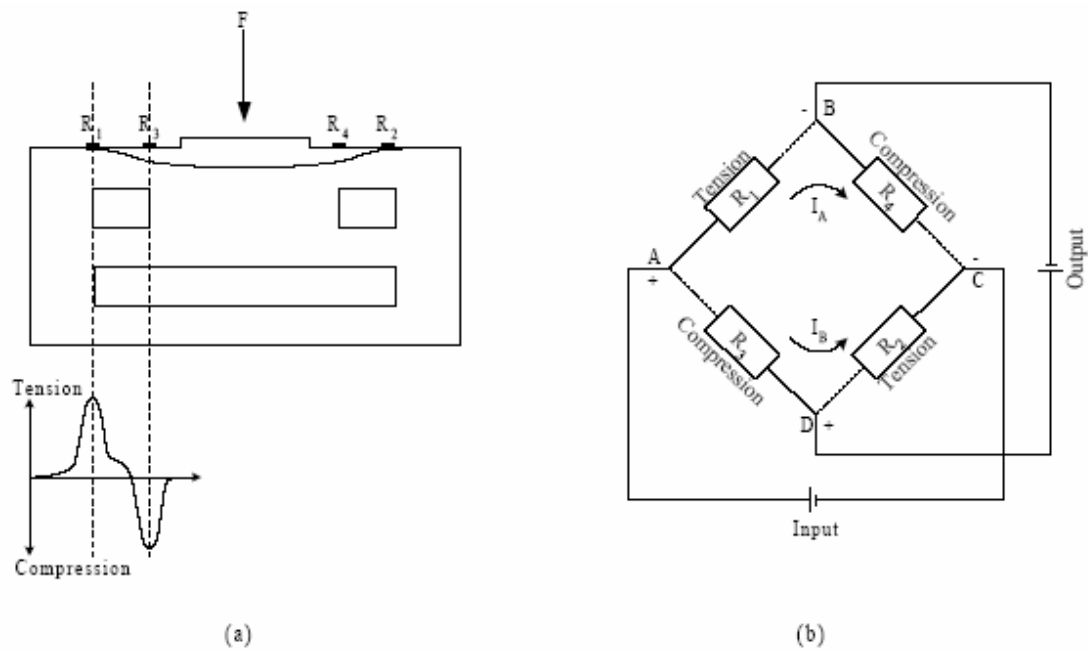 F
R1 R3 R4 R2
Tension
Compression
(a)
- B
Tension
R1
Compression
R4
IA
A
+
-
C
IB
R3
Compression
R2
Tension
D +
Output
Input
(b)